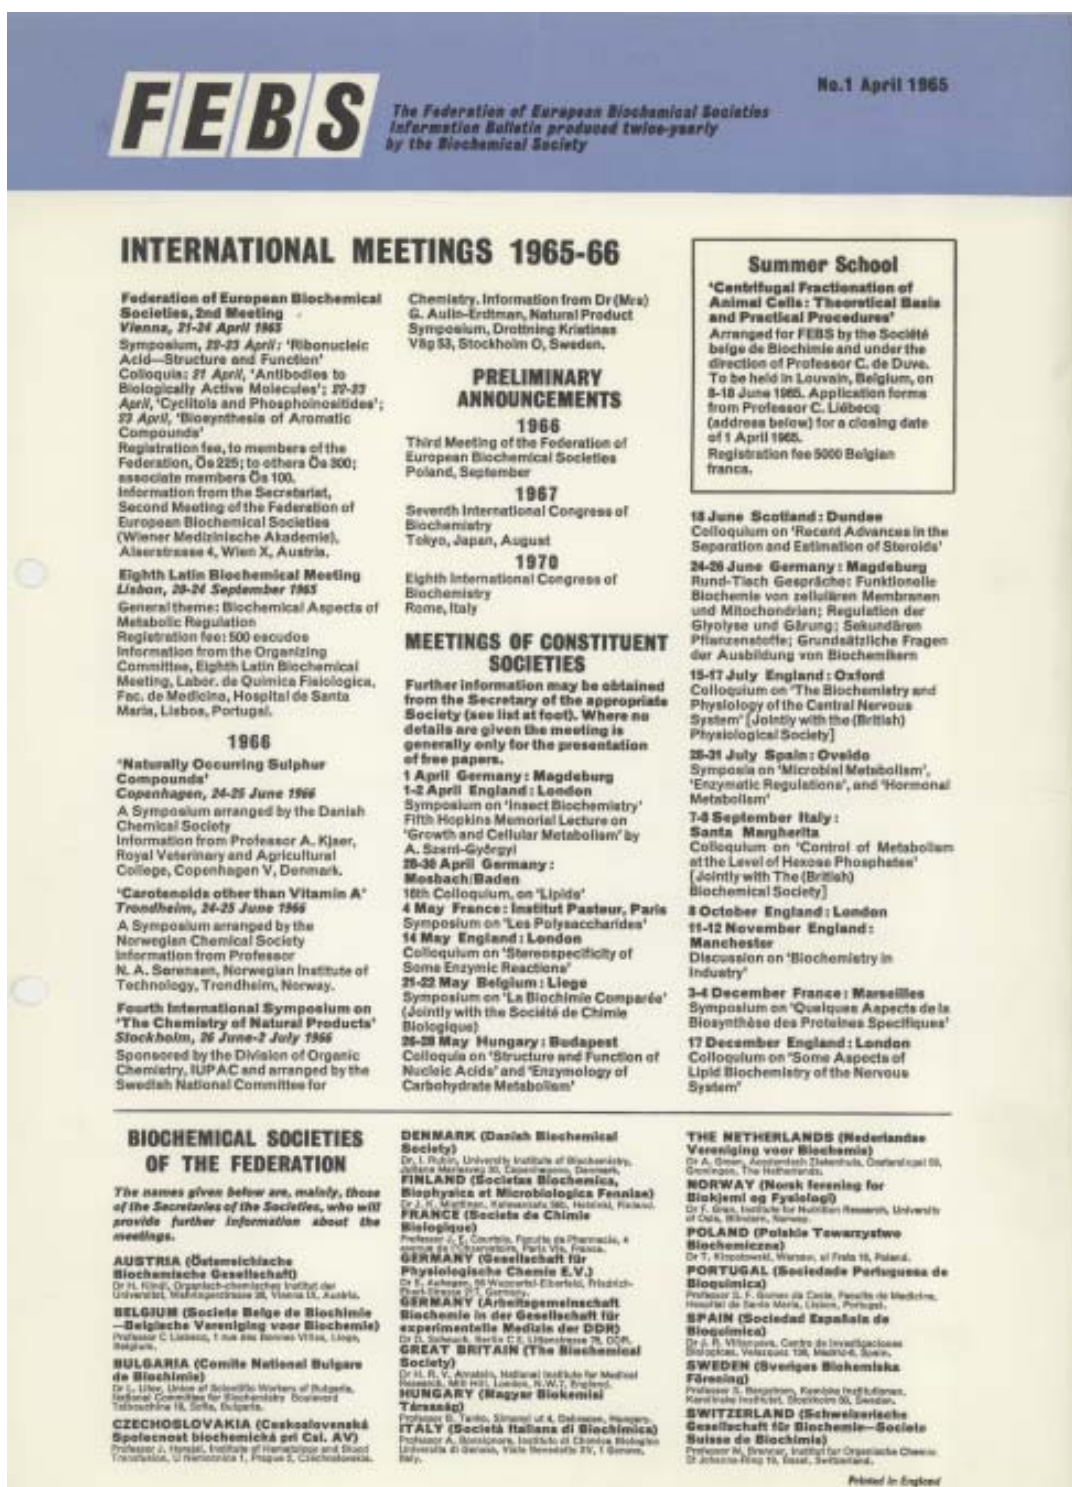 FEBS
The Federation of European Biochemical Societies
Information Bulletin produced twice-yearly
by the Biochemical Society
No.1 April 1965
INTERNATIONAL MEETINGS 1965-66
Federation of European Biochemical
Societies, 2nd Meeting
Vienna, 21-24 April 1965
Symposium, 22-23 April: 'Ribonucleic
Acid—Structure and Function'
Colloquia: 21 April, 'Antibodies to
Biologically Active Molecules'; 22-23
April, 'Cyclitols and Phosphoinositides';
23 April, 'Biosynthesis of Aromatic
Compounds'
Registration fee, to members of the
Federation, Ös 225; to others Ös 300;
associate members Ös 100.
Information from the Secretariat,
Second Meeting of the Federation of
European Biochemical Societies
(Wiener Medizinische Akademie),
Alserstrasse 4, Wien X, Austria.
Eighth Latin Biochemical Meeting
Lisbon, 20-24 September 1965
General theme: Biochemical Aspects of
Metabolic Regulation
Registration fee: 500 escudos
Information from the Organizing
Committee, Eighth Latin Biochemical
Meeting, Labor. de Quimica Fisiologica,
Fac. de Medicina, Hospital de Santa
Maria, Lisboa, Portugal.
1966
'Naturally Occurring Sulphur
Compounds'
Copenhagen, 24-25 June 1966
A Symposium arranged by the Danish
Chemical Society
Information from Professor A. Kjaer,
Royal Veterinary and Agricultural
College, Copenhagen V, Denmark.
'Carotenoids other than Vitamin A'
Trondheim, 24-25 June 1966
A Symposium arranged by the
Norwegian Chemical Society
Information from Professor
N. A. Sørensen, Norwegian Institute of
Technology, Trondheim, Norway.
Fourth International Symposium on
'The Chemistry of Natural Products'
Stockholm, 26 June-2 July 1966
Sponsored by the Division of Organic
Chemistry, IUPAC and arranged by the
Swedish National Committee for
Chemistry. Information from Dr (Mrs)
G. Aulin-Erdtman, Natural Product
Symposium, Drottning Kristinas
Väg 53, Stockholm O, Sweden.
PRELIMINARY
ANNOUNCEMENTS
1966
Third Meeting of the Federation of
European Biochemical Societies
Poland, September
1967
Seventh International Congress of
Biochemistry
Tokyo, Japan, August
1970
Eighth International Congress of
Biochemistry
Rome, Italy
MEETINGS OF CONSTITUENT
SOCIETIES
Further information may be obtained
from the Secretary of the appropriate
Society (see list at foot). Where no
details are given the meeting is
generally only for the presentation
of free papers.
1 April Germany: Magdeburg
1-2 April England: London
Symposium on 'Insect Biochemistry'
Fifth Hopkins Memorial Lecture on
'Growth and Cellular Metabolism' by
A. Szent-Györgyi
28-30 April Germany:
Mosbach/Baden
16th Colloquium, on 'Lipids'
4 May France: Institut Pasteur, Paris
Symposium on 'Les Polysaccharides'
14 May England: London
Colloquium on 'Stereospecificity of
Some Enzymic Reactions'
21-22 May Belgium: Liege
Symposium on 'La Biochimie Comparée'
(Jointly with the Société de Chimie
Biologique)
26-28 May Hungary: Budapest
Colloquia on 'Structure and Function of
Nucleic Acids' and 'Enzymology of
Carbohydrate Metabolism'
Summer School
'Centrifugal Fractionation of
Animal Cells: Theoretical Basis
and Practical Procedures'
Arranged for FEBS by the Société
belge de Biochimie and under the
direction of Professor C. de Duve.
To be held in Louvain, Belgium, on
8-18 June 1965. Application forms
from Professor C. Liébecq
(address below) for a closing date
of 1 April 1965.
Registration fee 5000 Belgian
francs.
18 June Scotland: Dundee
Colloquium on 'Recent Advances in the
Separation and Estimation of Steroids'
24-26 June Germany: Magdeburg
Rund-Tisch Gespräche: Funktionelle
Biochemie von zellulären Membranen
und Mitochondrien; Regulation der
Glyolyse und Gärung; Sekundären
Pflanzenstoffe; Grundsätzliche Fragen
der Ausbildung von Biochemikern
15-17 July England: Oxford
Colloquium on 'The Biochemistry and
Physiology of the Central Nervous
System' [Jointly with the (British)
Physiological Society]
July Spain: Oveido
Symposia on 'Microbial Metabolism',
'Enzymatic Regulations', and 'Hormonal
Metabolism'
7-8 September Italy:
Santa Margherita
Colloquium on 'Control of Metabolism
at the Level of Hexose Phosphates'
[Jointly with The (British)
Biochemical Society]
8 October England: London
11-12 November England:
Manchester
Discussion on 'Biochemistry in
Industry'
3-4 December France: Marseilles
Symposium on 'Quelques Aspects de la
Biosynthèse des Proteines Specifiques'
17 December England: London
Colloquium on 'Some Aspects of
Lipid Biochemistry of the Nervous
System'
BIOCHEMICAL SOCIETIES
OF THE FEDERATION
The names given below are, mainly, those
of the Secretaries of the Societies, who will
provide further information about the
meetings.
AUSTRIA (Österreichische
Biochemische Gesellschaft)
BELGIUM (Societe Belge de Biochimie
—Belgische Vereniging voor Biochemie)
Professor C Liebecq, 1 rue des Bonnes Villes, Liege,
Belgium.
BULGARIA (Comite National Bulgare
de Biochimie)
CZECHOSLOVAKIA (Ceskoslovenská
Spolecnost biochemická pri Csl. AV)
DENMARK (Danish Biochemical
Society)
FINLAND (Societas Biochemica,
Biophysica et Microbiologica Fenniae)
FRANCE (Societe de Chimie
Biologique)
GERMANY (Gesellschaft für
Physiologische Chemie E.V.)
GERMANY (Arbeitsgemeinschaft
Biochemie in der Gesellschaft für
experimentelle Medizin der DDR)
GREAT BRITAIN (The Biochemical
Society)
HUNGARY (Magyar Biokemiai
Társaság)
ITALY (Società Italiana di Biochimica)
THE NETHERLANDS (Nederlandse
Vereniging voor Biochemie)
NORWAY (Norsk forening for
Biokjemi og Fysiologi)
POLAND (Polskie Towarzystwo
Biochemiczne)
PORTUGAL (Sociedade Portuguesa de
Bioquimica)
SPAIN (Sociedad Española de
Bioquimica)
SWEDEN (Sveriges Biokemiska
Förening)
SWITZERLAND (Schweizerische
Gesellschaft für Biochemie—Societe
Suisse de Biochimie)
Printed in England